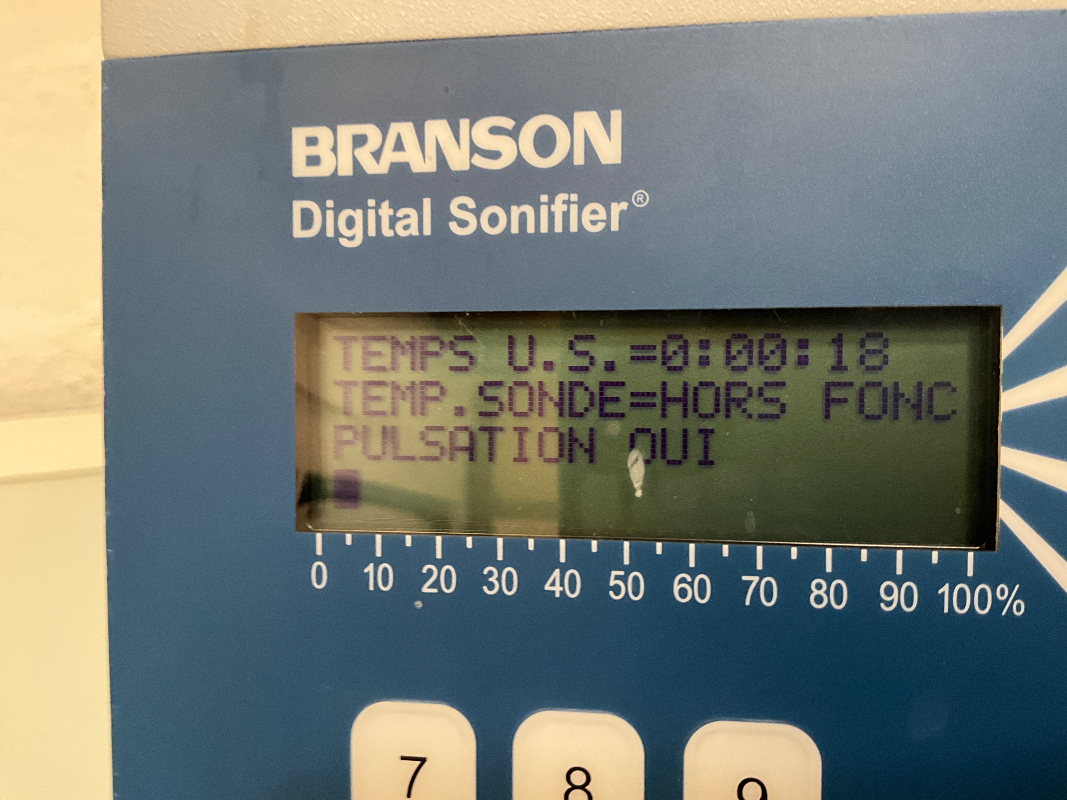 BRANSON
Digital Sonifier®
TEMPS U.S.=0:00:18
TEMP.SONDE=HORS FONC
PULSATION OUI
0 10 20 30 40 50 60 70 80 90 100%
7 8 9